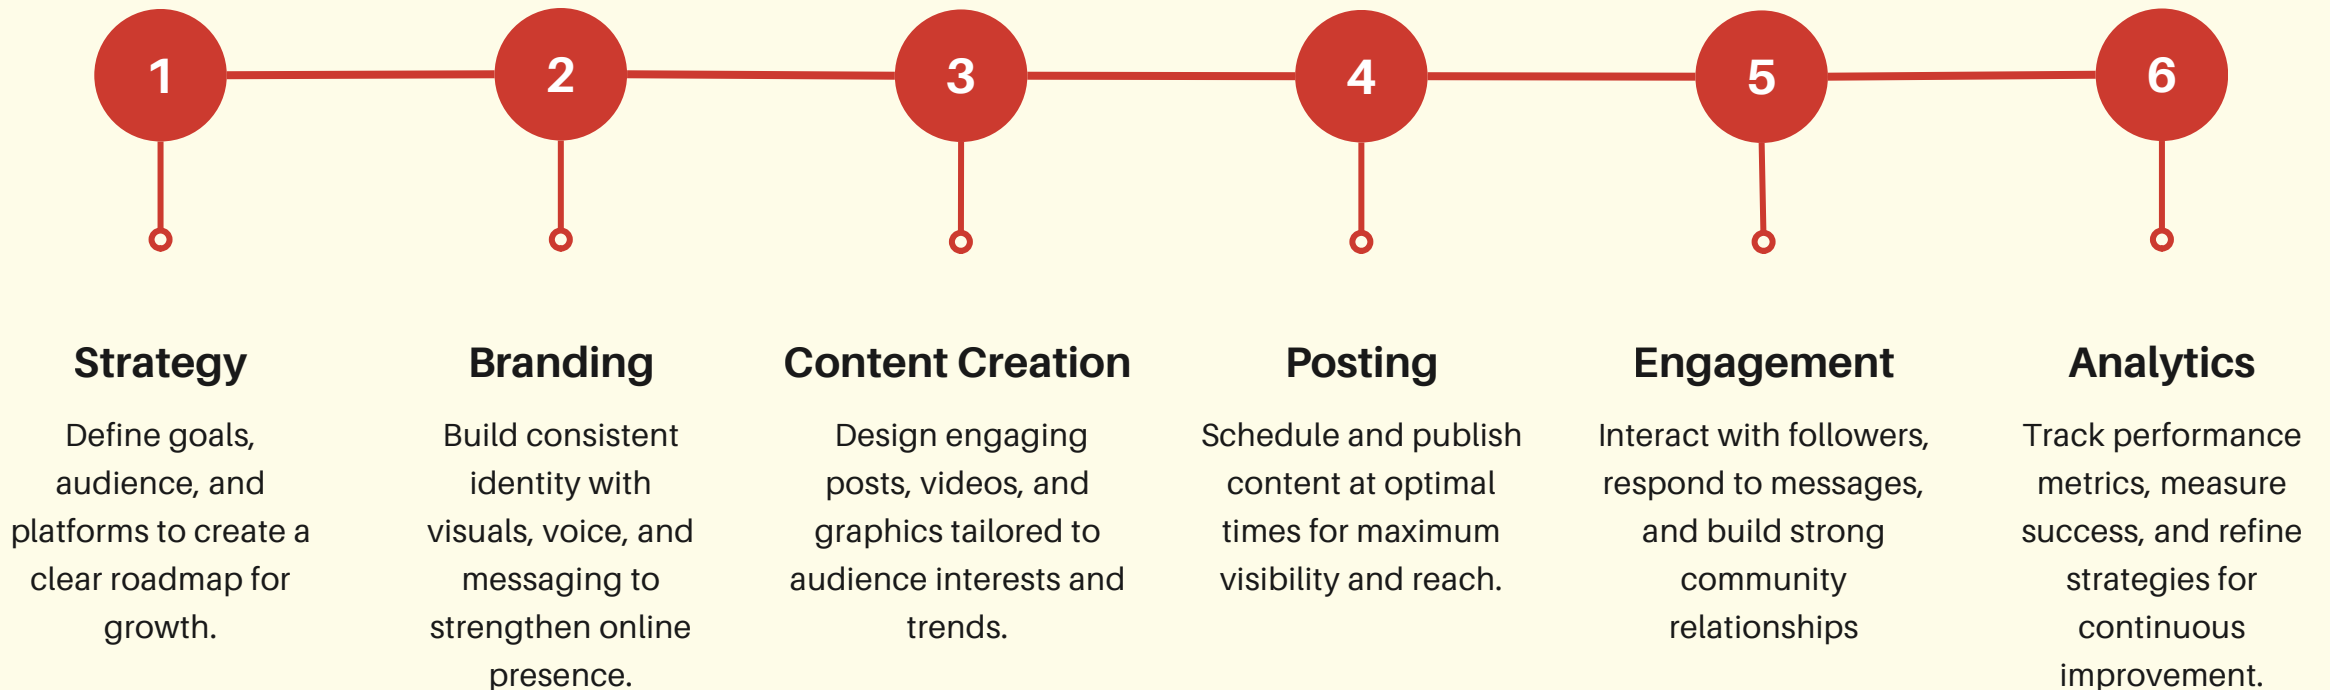 1
2
3
4
5
6
Strategy
Define goals,
audience, and
platforms to create a
clear roadmap for
growth.
Branding
Build consistent
identity with
visuals, voice, and
messaging to
strengthen online
presence.
Content Creation
Design engaging
posts, videos, and
graphics tailored to
audience interests and
trends.
Posting
Schedule and publish
content at optimal
times for maximum
visibility and reach.
Engagement
Interact with followers,
respond to messages,
and build strong
community
relationships
Analytics
Track performance
metrics, measure
success, and refine
strategies for
continuous
improvement.